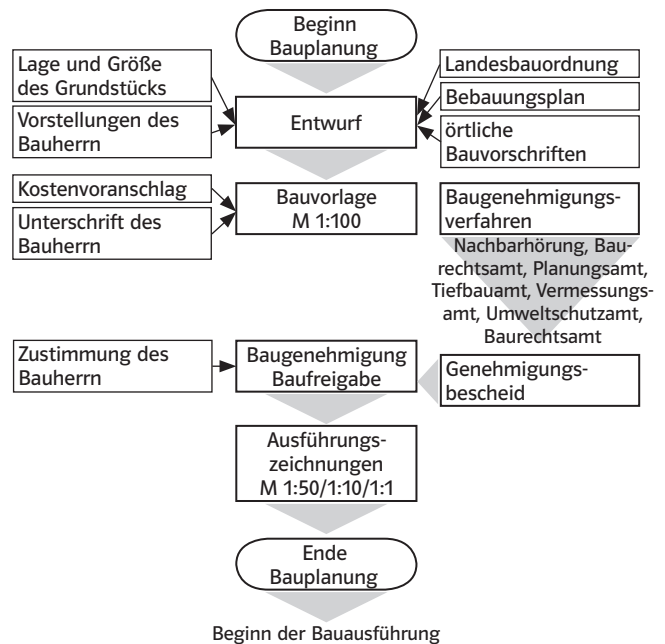 Beginn
Bauplanung
Lage und Größe
des Grundstücks
Vorstellungen des
Bauherrn
Entwurf
Landesbauordnung
Bebauungsplan
örtliche
Bauvorschriften
Kostenvoranschlag
Unterschrift des
Bauherrn
Bauvorlage
M 1:100
Baugenehmigungs-
verfahren
Nachbarhörung, Bau-
rechtsamt, Planungsamt,
Tiefbauamt, Vermessungs-
amt, Umweltschutzamt,
Baurechtsamt
Zustimmung des
Bauherrn
Baugenehmigung
Baufreigabe
Genehmigungs-
bescheid
Ausführungs-
zeichnungen
M 1:50/1:10/1:1
Ende
Bauplanung
Beginn der Bauausführung